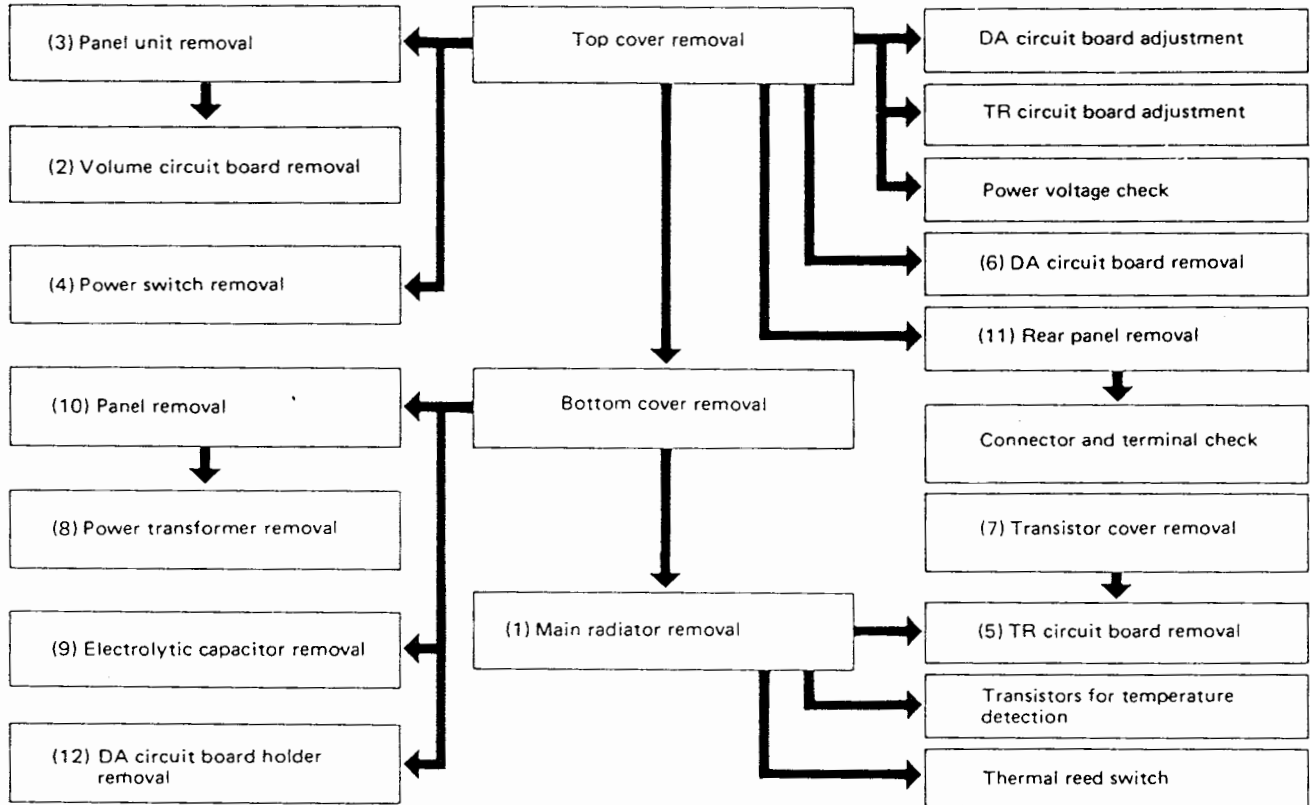 (3) Panel unit removal
Top cover removal
DA circuit board adjustment
TR circuit board adjustment
(2) Volume circuit board removal
Power voltage check
(4) Power switch removal
(6) DA circuit board removal
(11) Rear panel removal
(10) Panel removal
Bottom cover removal
Connector and terminal check
(8) Power transformer removal
(7) Transistor cover removal
(1) Main radiator removal
(5) TR circuit board removal
(9) Electrolytic capacitor removal
Transistors for temperature
detection
(12) DA circuit board holder
removal
Thermal reed switch